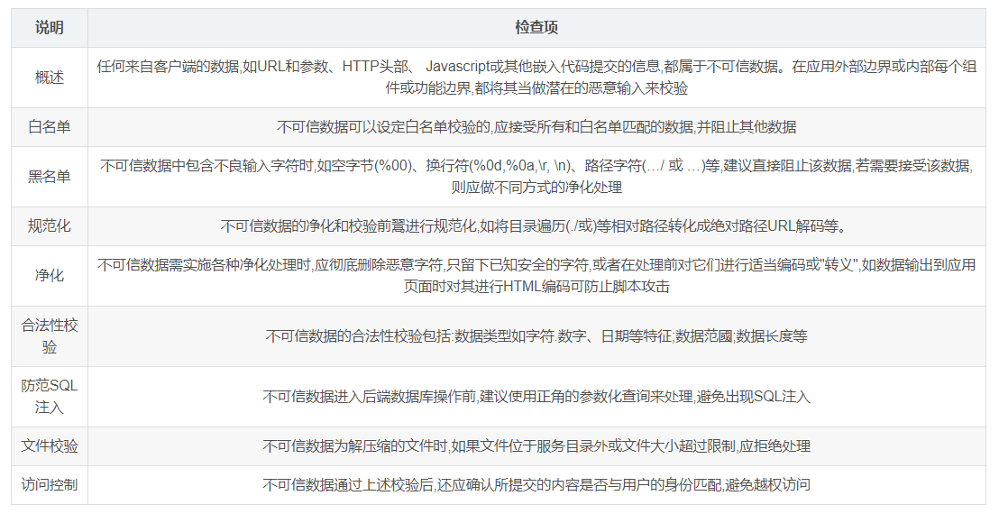 说明
检查项
概述
任何来自客户端的数据,如URL和参数、HTTP头部、 Javascript或其他嵌入代码提交的信息,都属于不可信数据。在应用外部边界或内部每个组
件或功能边界,都将其当做潜在的恶意输入来校验
白名单
不可信数据可以设定白名单校验的,应接受所有和白名单匹配的数据,并阻止其他数据
黑名单
不可信数据中包含不良输入字符时,如空字节(%00)、换行符(%0d,%0a,\r, \n)、路径字符(…/ 或 …)等,建议直接阻止该数据,若需要接受该数据,
则应做不同方式的净化处理
规范化
不可信数据的净化和校验前鸑进行规范化,如将目录遍历(./或)等相对路径转化成绝对路径URL解码等。
净化
不可信数据需实施各种净化处理时,应彻底删除恶意字符,只留下已知安全的字符,或者在处理前对它们进行适当编码或"转义",如数据输出到应用
页面时对其进行HTML编码可防止脚本攻击
合法性校
验
不可信数据的合法性校验包括:数据类型如字符.数字、日期等特征;数据范國;数据长度等
防范SQL
注入
不可信数据进入后端数据库操作前,建议使用正角的参数化查询来处理,避免出现SQL注入
文件校验
不可信数据为解压缩的文件时,如果文件位于服务目录外或文件大小超过限制,应拒绝处理
访问控制
不可信数据通过上述校验后,还应确认所提交的内容是否与用户的身份匹配,避免越权访问